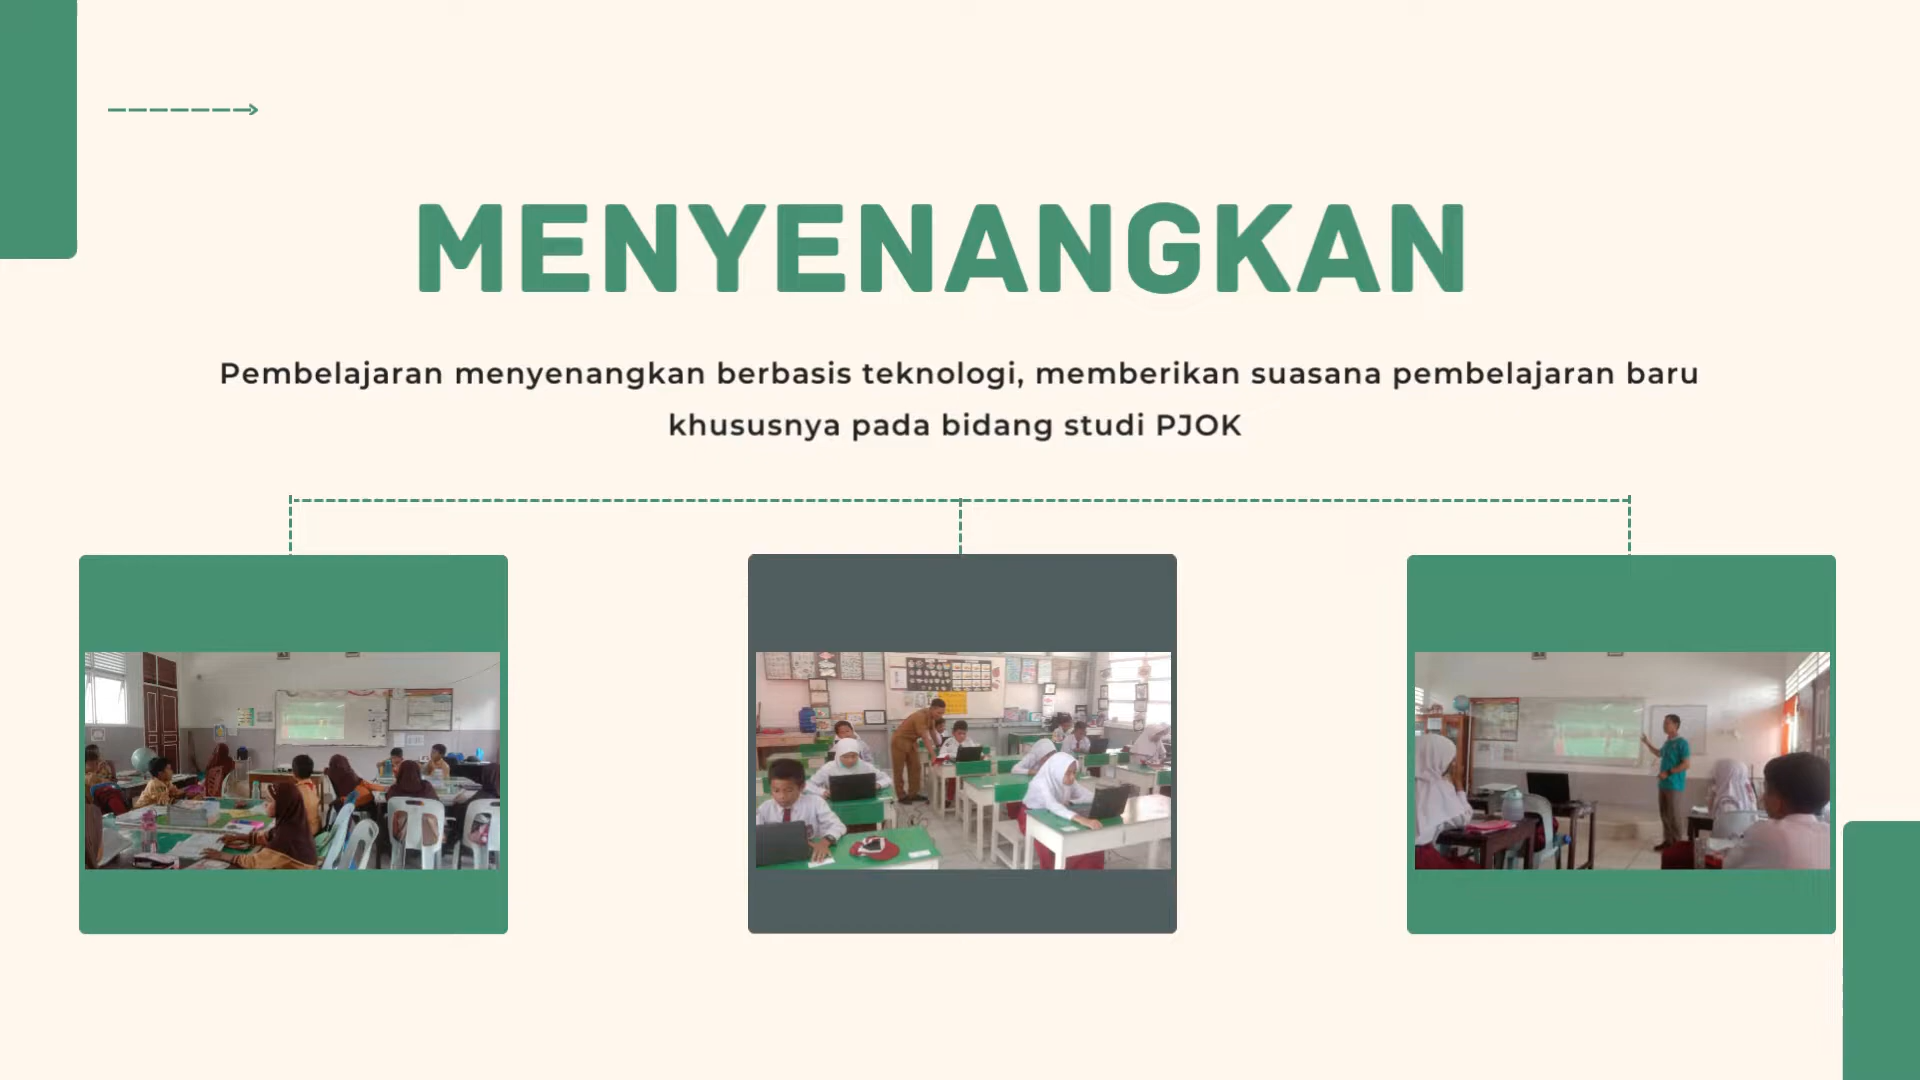 MENYENANGKAN
Pembelajaran menyenangkan berbasis teknologi, memberikan suasana pembelajaran baru
khususnya pada bidang studi PJOK